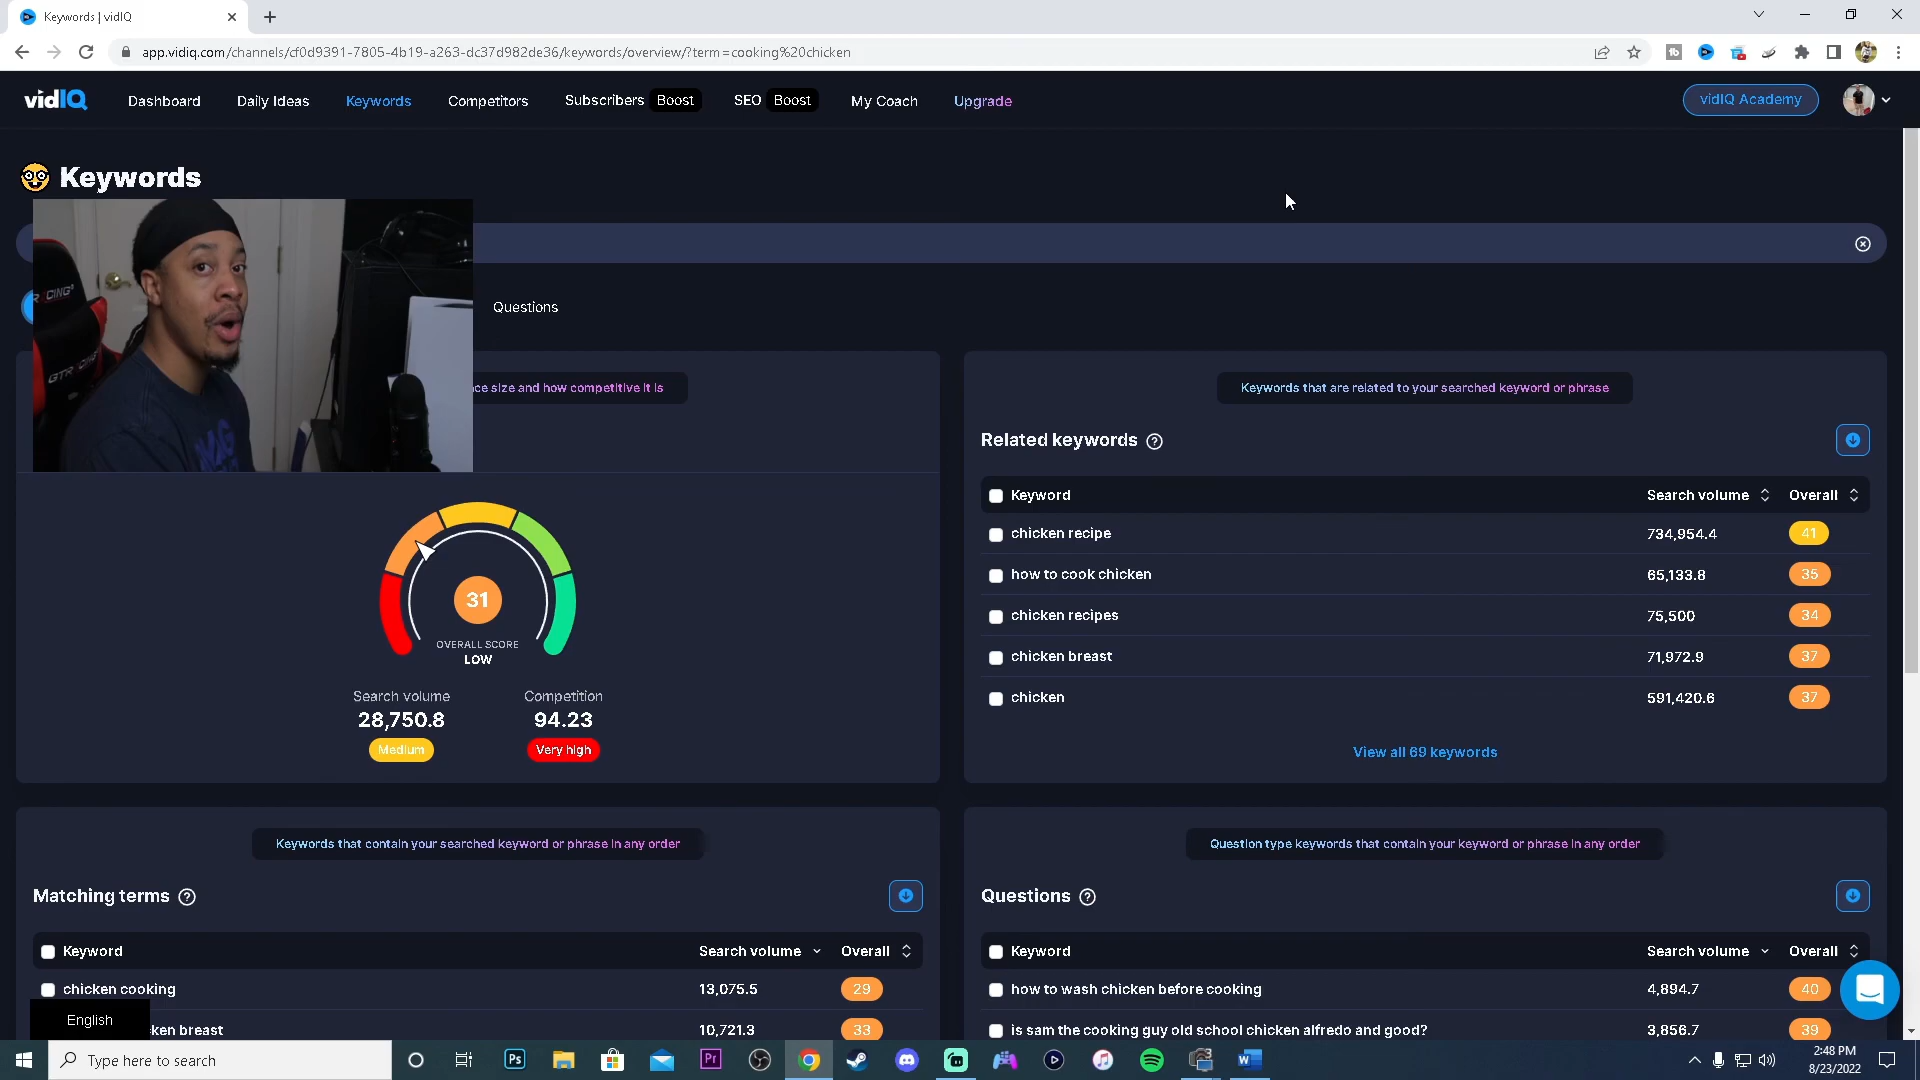 Keywords | vidIQ
app.vidiq.com/channels/cf0d9391-7805-4b19-a263-dc37d982de36/keywords/overview/?term=cooking%20chicken
vidIQ Dashboard Daily Ideas Keywords Competitors Subscribers Boost SEO Boost My Coach Upgrade vidIQ Academy
Keywords
Questions
ce size and how competitive it is
Keywords that are related to your searched keyword or phrase
Related keywords
Keyword Search volume Overall
chicken recipe 734,954.4 41
how to cook chicken 65,133.8 35
chicken recipes 75,500 34
chicken breast 71,972.9 37
chicken 591,420.6 37
View all 69 keywords
31
OVERALL SCORE
LOW
Search volume Competition
28,750.8 94.23
Medium Very high
Keywords that contain your searched keyword or phrase in any order
Matching terms
Keyword Search volume Overall
chicken cooking 13,075.5 29
ken breast 10,721.3 33
English
Question type keywords that contain your keyword or phrase in any order
Questions
Keyword Search volume Overall
how to wash chicken before cooking 4,894.7 40
is sam the cooking guy old school chicken alfredo and good? 3,856.7 39
Type here to search
2:48 PM
8/23/2022